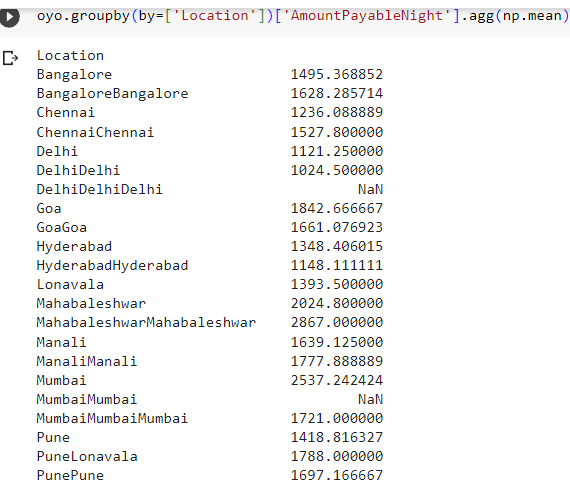 oyo.groupby(by=['Location'])['AmountPayableNight'].agg(np.mean)
Location
Bangalore 1495.368852
BangaloreBangalore 1628.285714
Chennai 1236.088889
ChennaiChennai 1527.800000
Delhi 1121.250000
DelhiDelhi 1024.500000
DelhiDelhiDelhi NaN
Goa 1842.666667
GoaGoa 1661.076923
Hyderabad 1348.406015
HyderabadHyderabad 1148.111111
Lonavala 1393.500000
Mahabaleshwar 2024.800000
MahabaleshwarMahabaleshwar 2867.000000
Manali 1639.125000
ManaliManali 1777.888889
Mumbai 2537.242424
MumbaiMumbai NaN
MumbaiMumbaiMumbai 1721.000000
Pune 1418.816327
PuneLonavala 1788.000000
PunePune 1697.166667